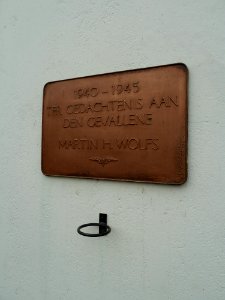 1940 - 1945
TER GEDACHTENIS AAN
DEN GEVALLENE
MARTIN H. WOLFS